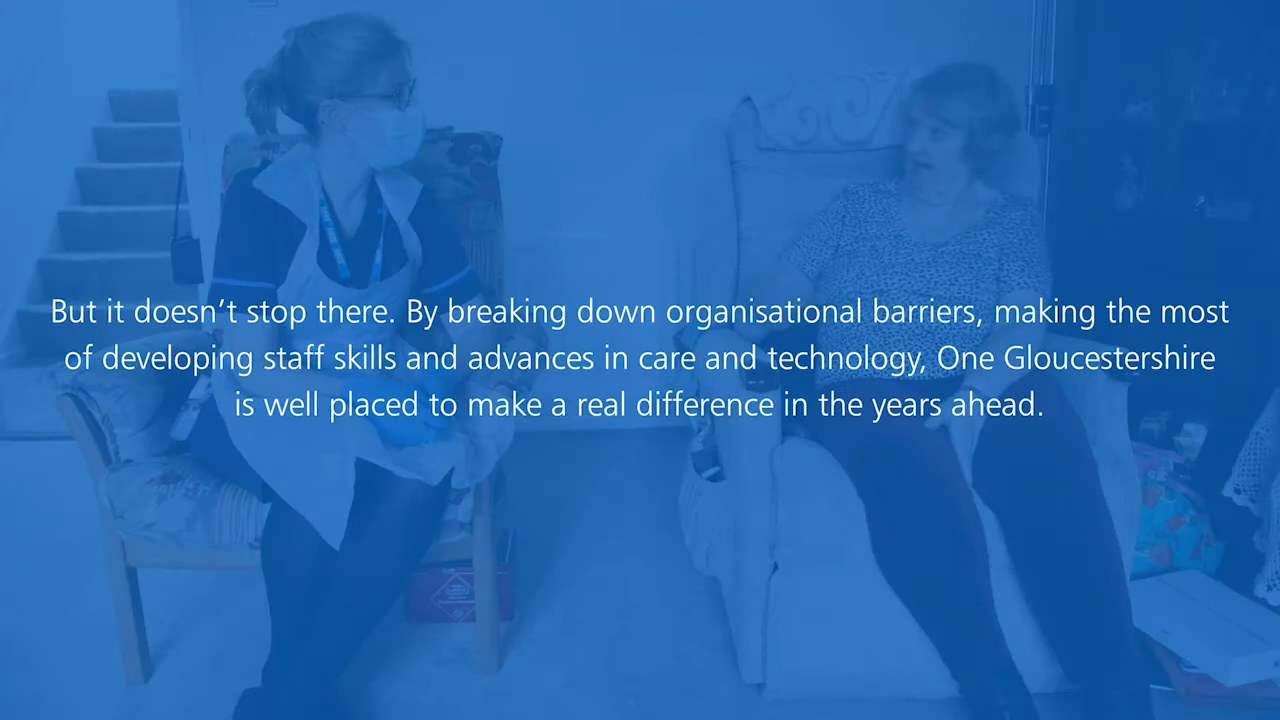 But it doesn’t stop there. By breaking down organisational barriers, making the most
of developing staff skills and advances in care and technology, One Gloucestershire
is well placed to make a real difference in the years ahead.